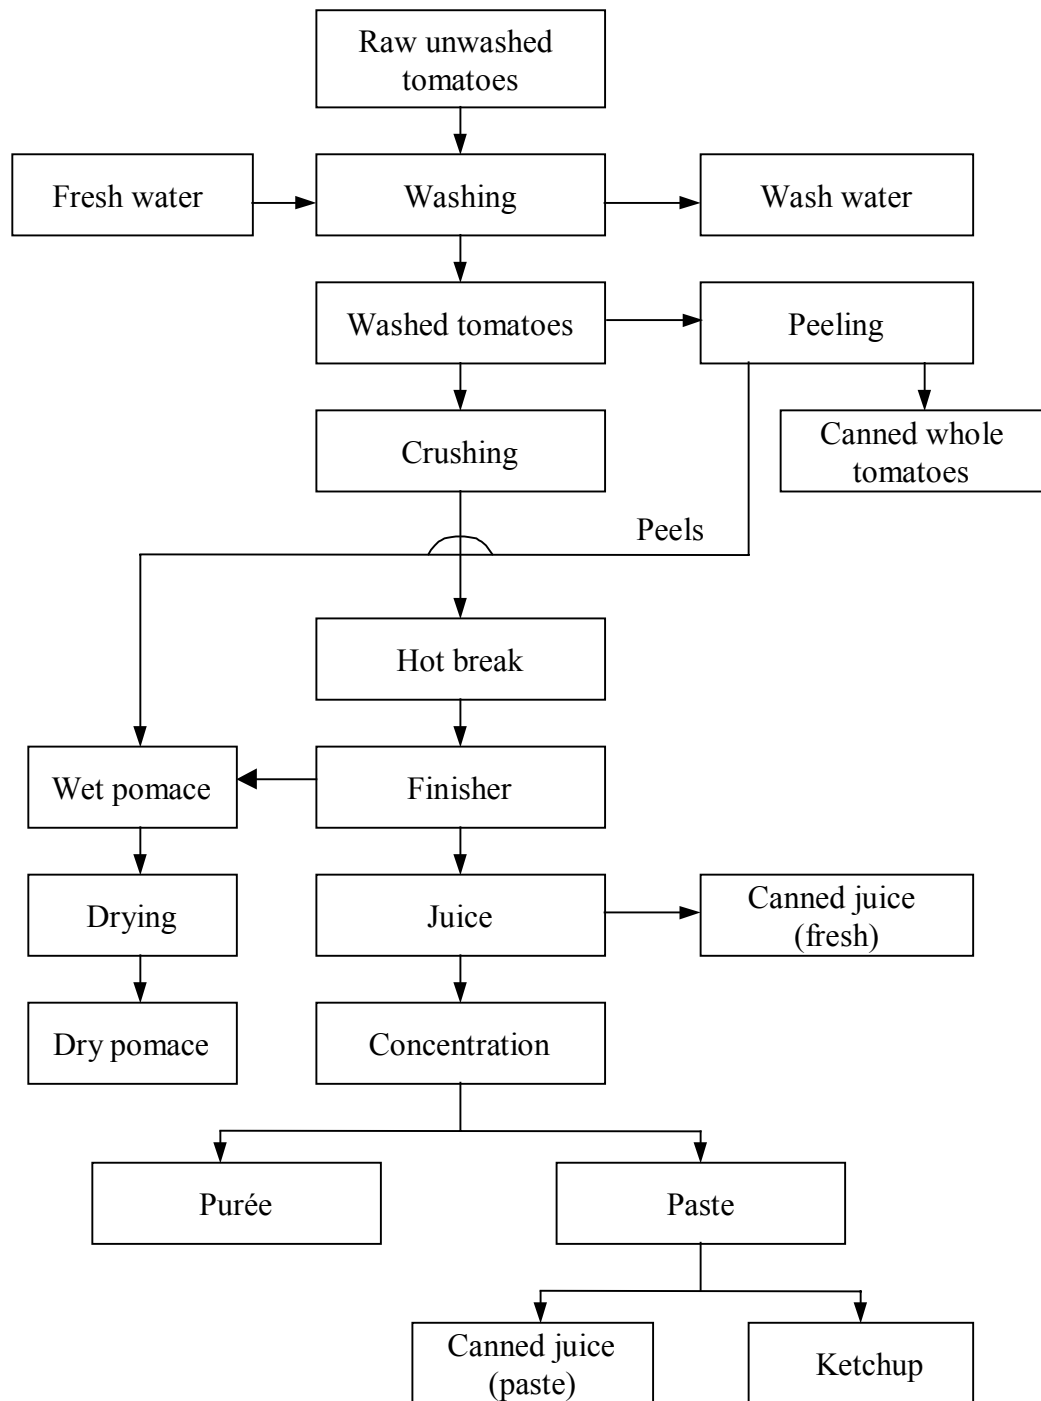 Raw unwashed
tomatoes
Fresh water
Washing
Wash water
Washed tomatoes
Peeling
Crushing
Canned whole
tomatoes
Peels
Hot break
Wet pomace
Finisher
Drying
Juice
Canned juice
(fresh)
Dry pomace
Concentration
Purée
Paste
Canned juice
(paste)
Ketchup